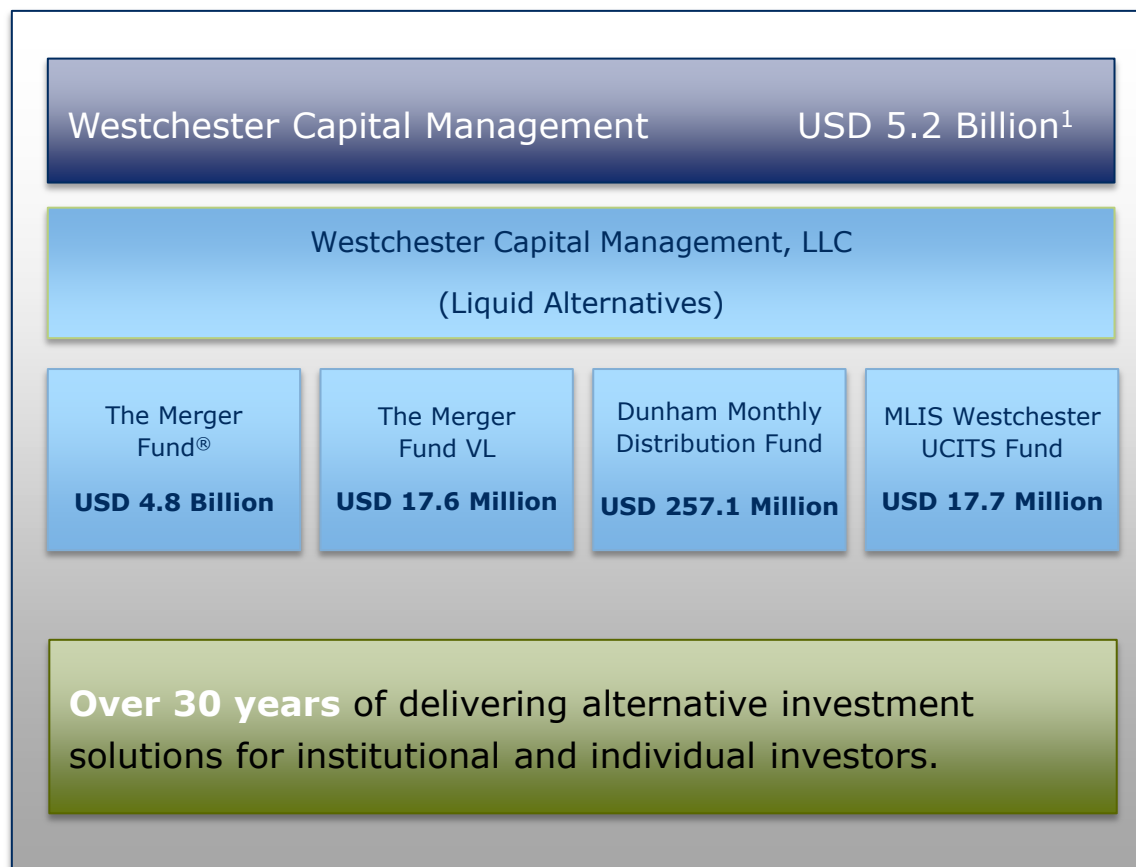 Westchester Capital Management USD 5.2 Billion¹
Westchester Capital Management, LLC
(Liquid Alternatives)
The Merger
Fund®
USD 4.8 Billion
The Merger
Fund VL
USD 17.6 Million
Dunham Monthly
Distribution Fund
USD 257.1 Million
MLIS Westchester
UCITS Fund
USD 17.7 Million
Over 30 years of delivering alternative investment
solutions for institutional and individual investors.